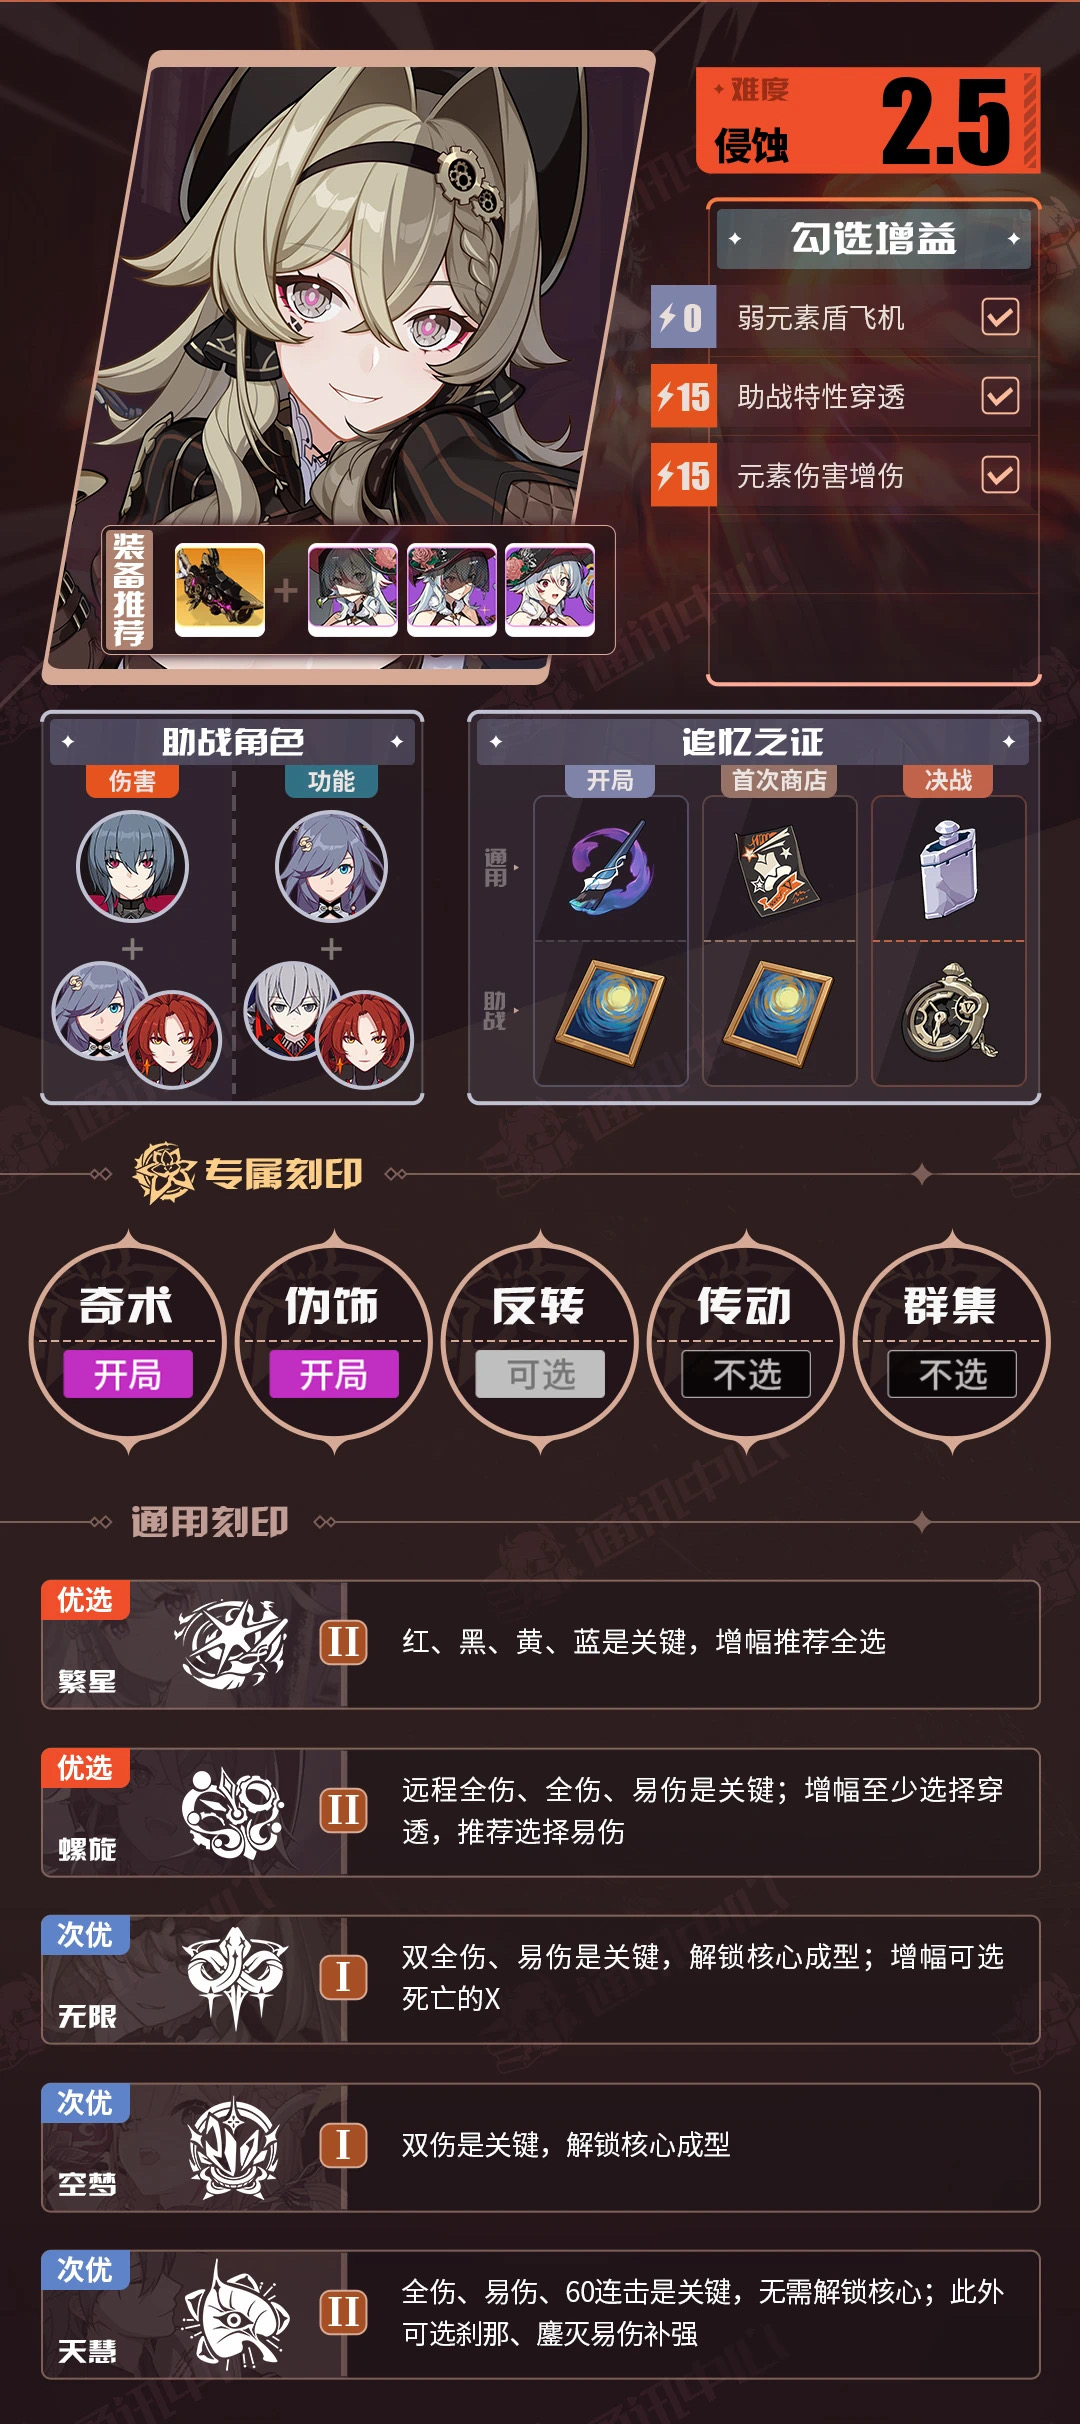 难度
侵蚀
2.5
勾选增益
0 弱元素盾飞机
15 助战特性穿透
15 元素伤害增伤
装备推荐
助战角色
伤害
功能
追忆之证
开局
首次商店
决战
通用
助战
专属刻印
奇术
开局
伪饰
开局
反转
可选
传动
不选
群集
不选
通用刻印
优选
繁星
II
红、黑、黄、蓝是关键，增幅推荐全选
优选
螺旋
II
远程全伤、全伤、易伤是关键；增幅至少选择穿
透，推荐选择易伤
次优
无限
I
双全伤、易伤是关键，解锁核心成型；增幅可选
死亡的X
次优
空梦
I
双伤是关键，解锁核心成型
次优
天慧
II
全伤、易伤、60连击是关键，无需解锁核心；此外
可选刹那、鏖灭易伤补强